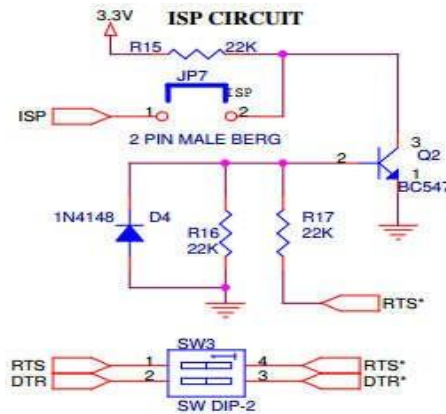 3.3V ISP CIRCUIT
R15 22K
JP7
ISP
ISP 1 2
2 PIN MALE BERG
3
2 Q2
1
BC547
1N4148 D4
R16 R17
22K 22K
RTS*
SW3
RTS 1 4 RTS*
DTR 2 3 DTR*
SW DIP-2